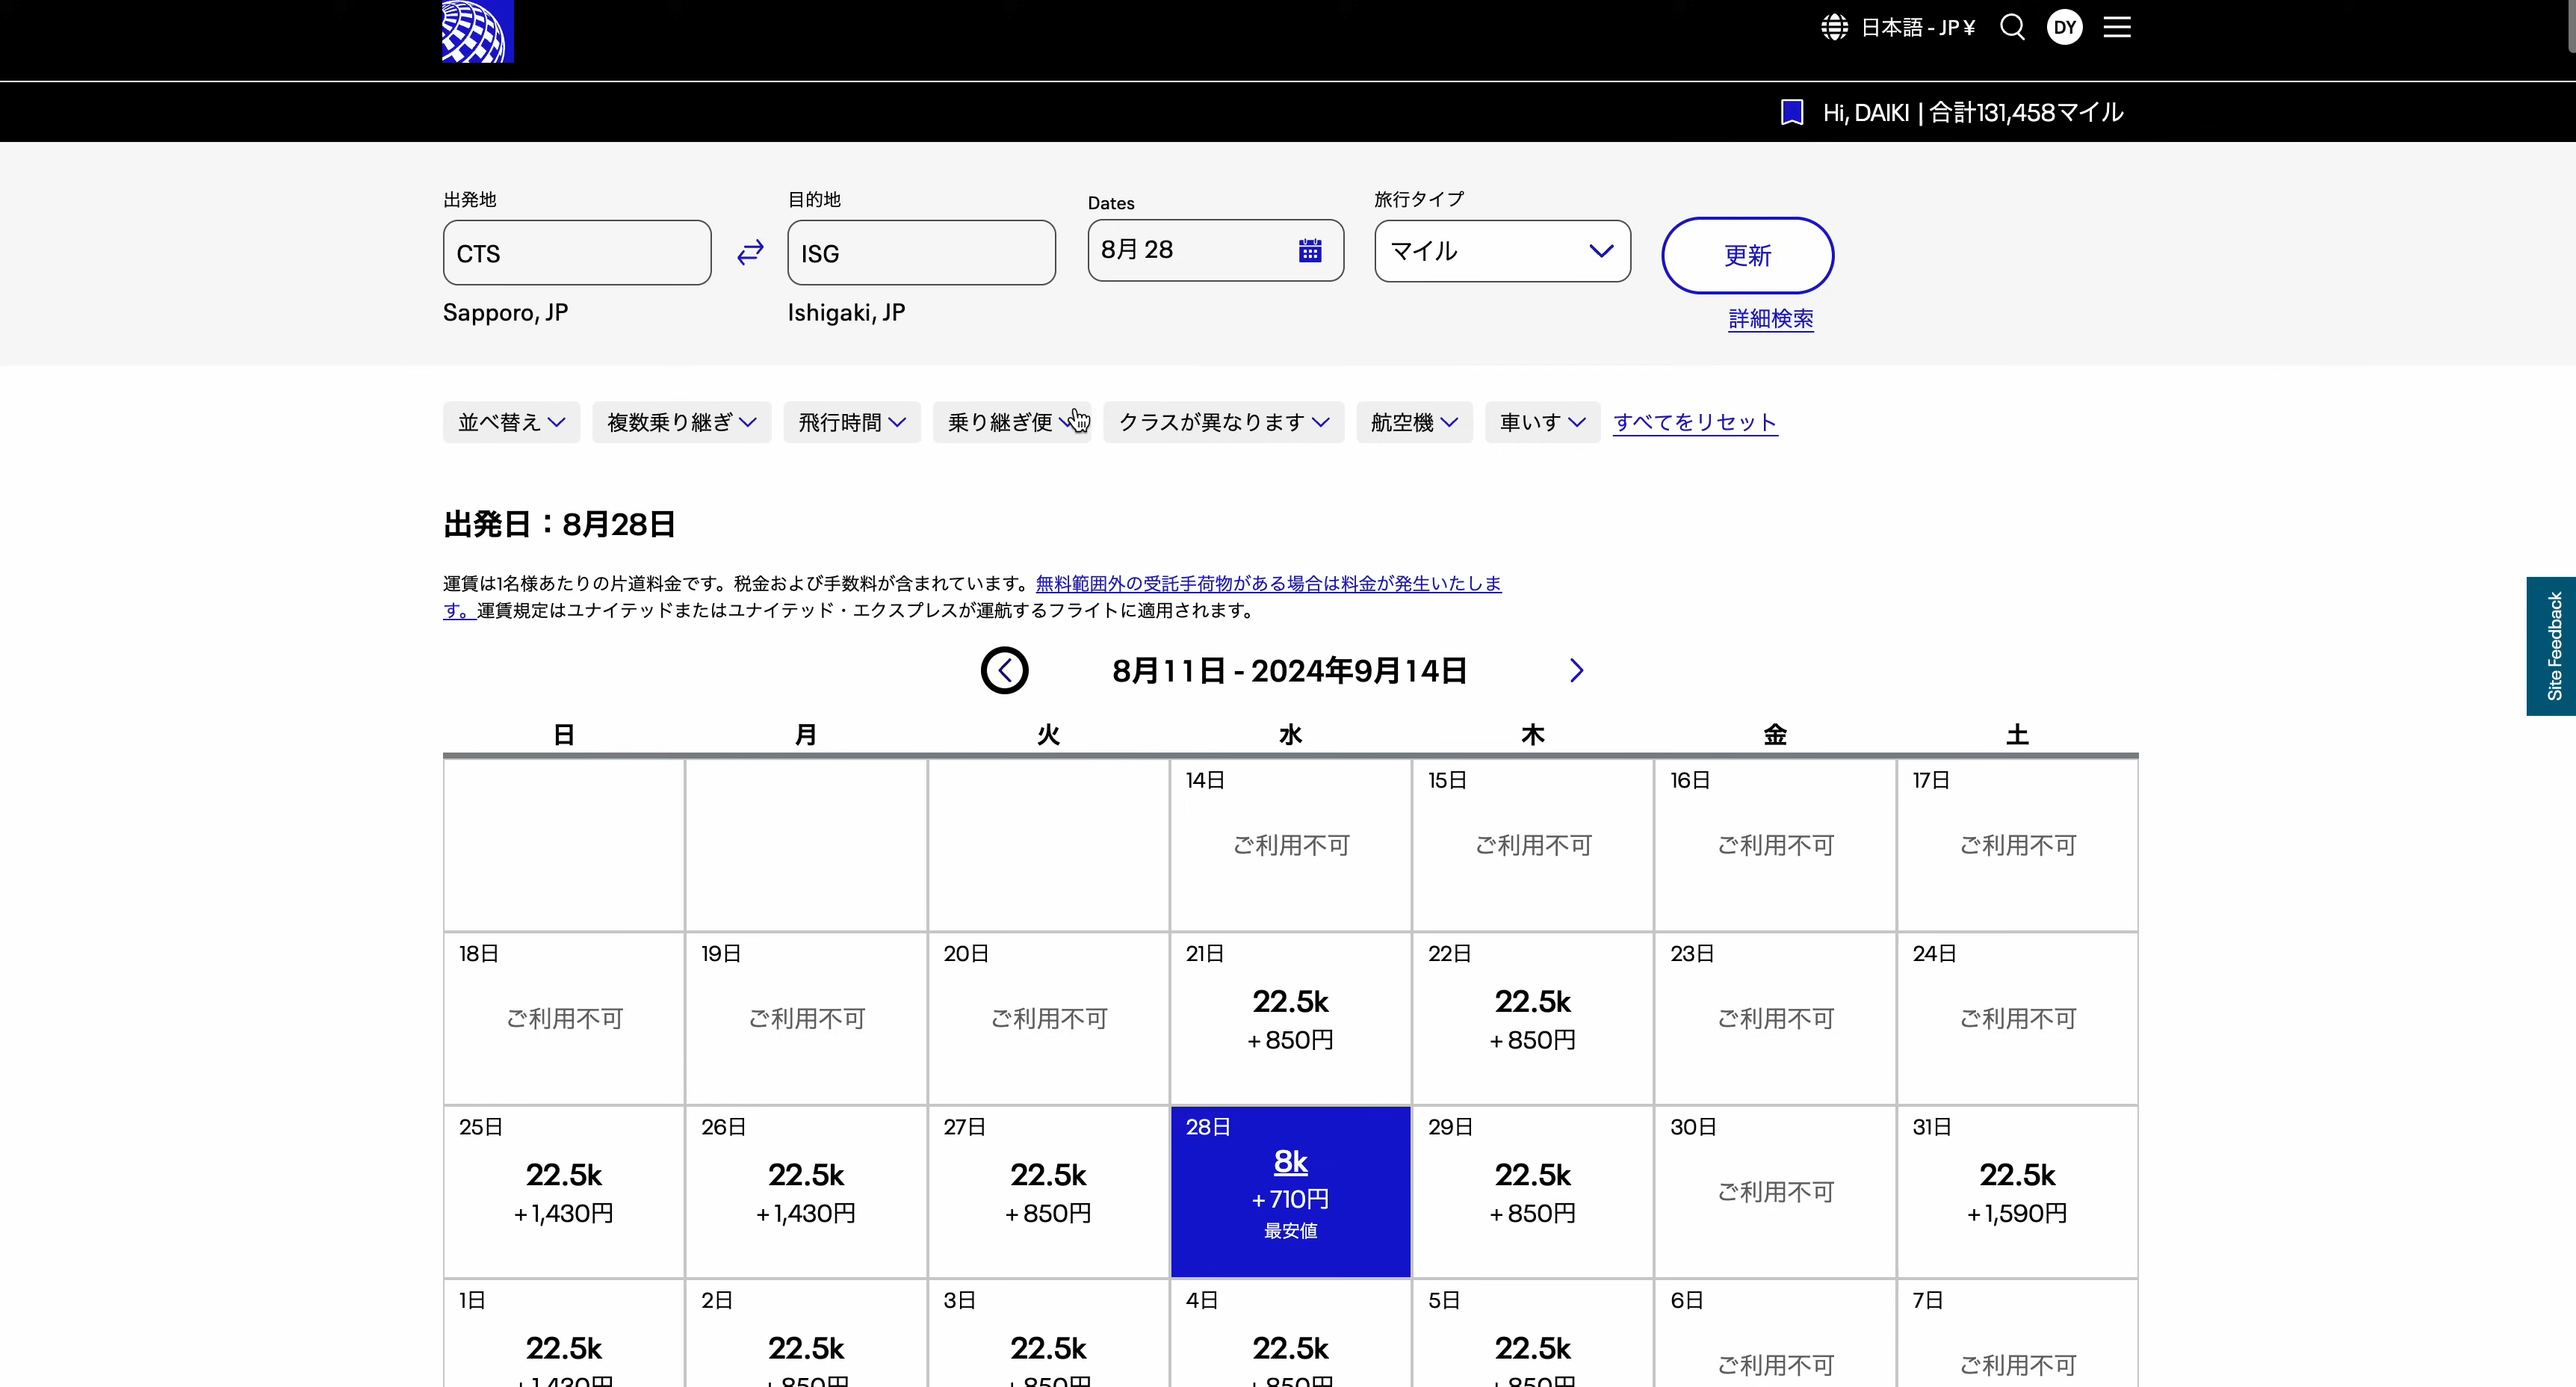 日本語 - JP ¥
DY
Hi, DAIKI | 合計131,458マイル
出発地
目的地
Dates
旅行タイプ
CTS
ISG
8月 28
マイル
更新
Sapporo, JP
Ishigaki, JP
詳細検索
並べ替え
複数乗り継ぎ
飛行時間
乗り継ぎ便
クラスが異なります
航空機
車いす
すべてをリセット
出発日：8月28日
運賃は1名様あたりの片道料金です。税金および手数料が含まれています。無料範囲外の受託手荷物がある場合は料金が発生いたしま
す。運賃規定はユナイテッドまたはユナイテッド・エクスプレスが運航するフライトに適用されます。
Site Feedback
8月11日 - 2024年9月14日
日 月 火 水 木 金 土
14日 15日 16日 17日
ご利用不可 ご利用不可 ご利用不可 ご利用不可
18日 19日 20日 21日 22日 23日 24日
22.5k 22.5k
ご利用不可 ご利用不可 ご利用不可 ご利用不可 ご利用不可
+ 850円 + 850円
25日 26日 27日 28日 29日 30日 31日
22.5k 22.5k 22.5k 8k 22.5k ご利用不可 22.5k
+ 1,430円 + 1,430円 + 850円 + 710円 + 850円 + 1,590円
最安値
1日 2日 3日 4日 5日 6日 7日
22.5k 22.5k 22.5k 22.5k 22.5k ご利用不可 ご利用不可
+ 1,430円 + 850円 + 850円 + 850円 + 850円